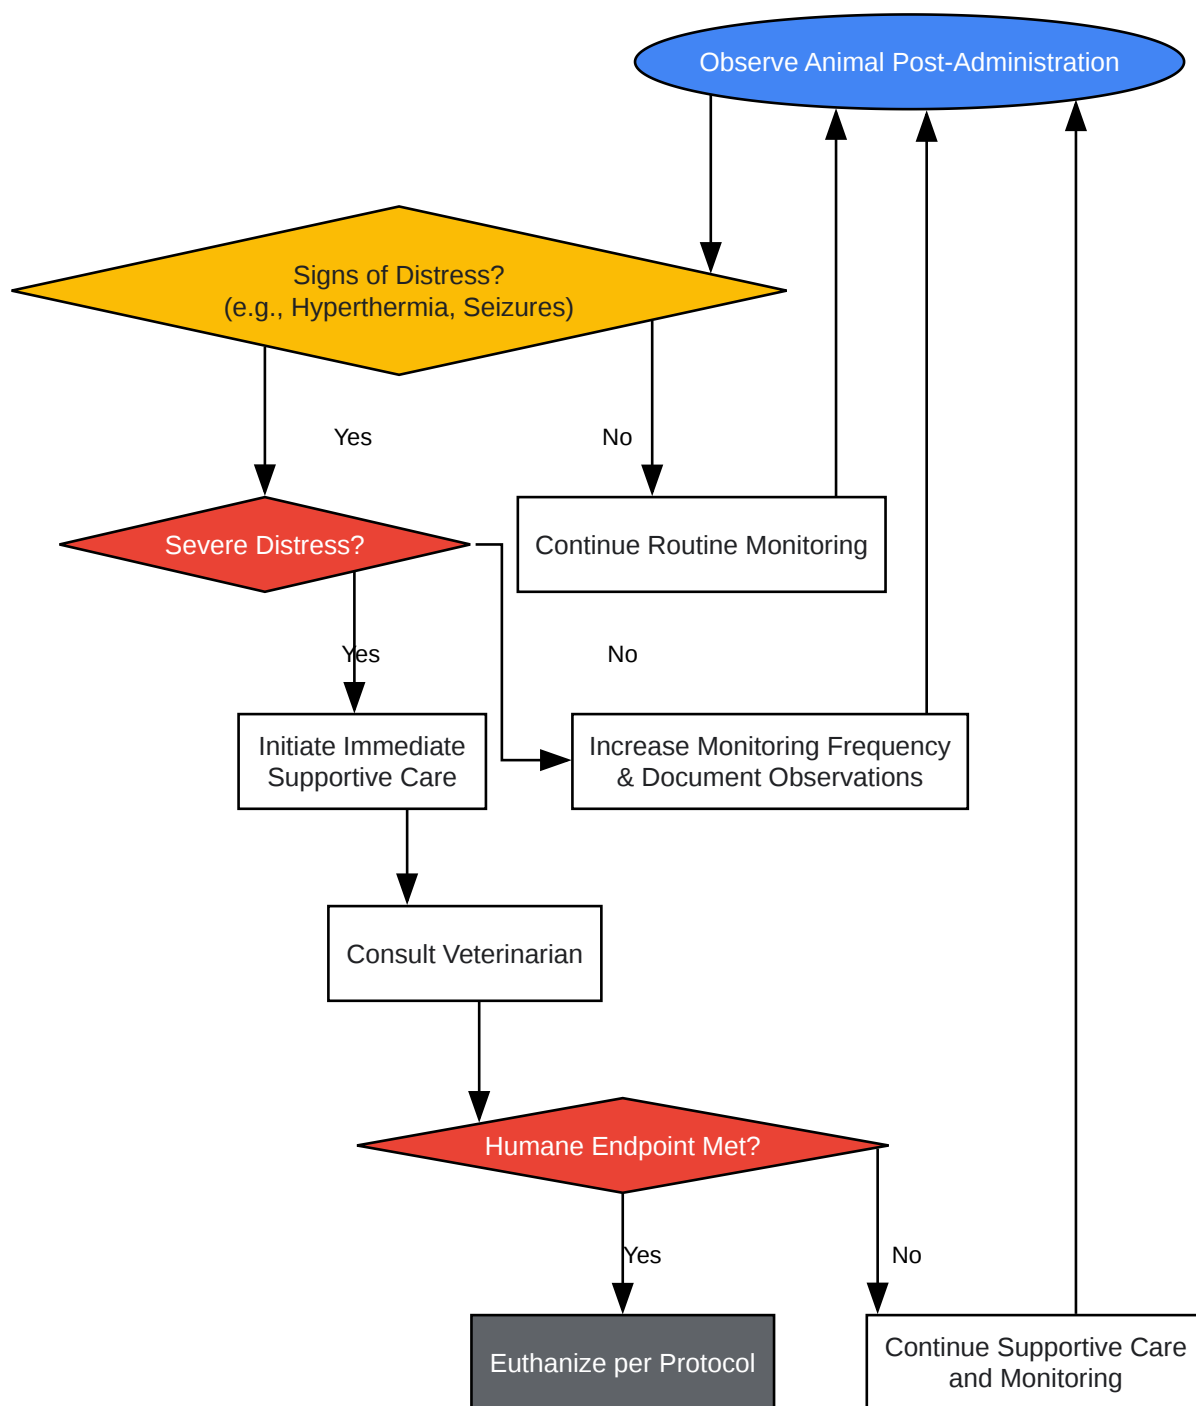 Observe Animal Post-Administration
Signs of Distress?
(e.g., Hyperthermia, Seizures)
Yes
No
Severe Distress?
Continue Routine Monitoring
Yes
No
Initiate Immediate
Supportive Care
Increase Monitoring Frequency
& Document Observations
Consult Veterinarian
Humane Endpoint Met?
Yes
No
Euthanize per Protocol
Continue Supportive Care
and Monitoring